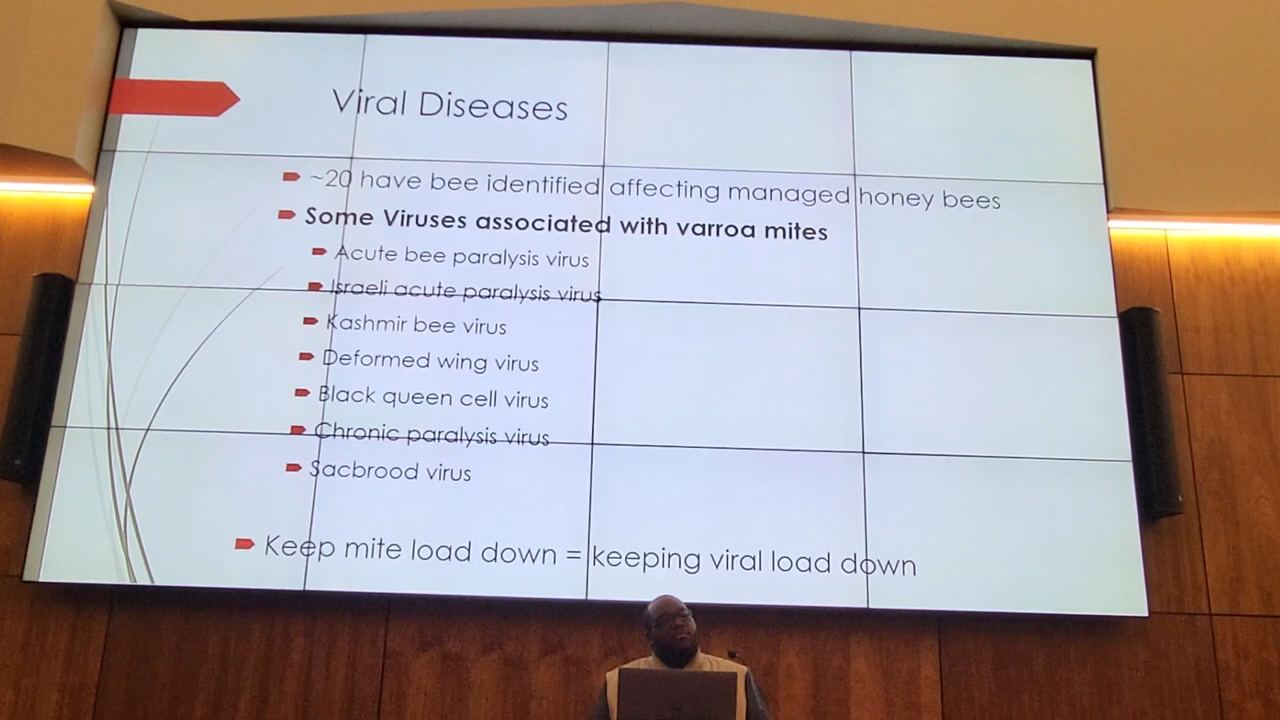 Viral Diseases
~20 have bee identified affecting managed honey bees
Some Viruses associated with varroa mites
Acute bee paralysis virus
Israeli acute paralysis virus
Kashmir bee virus
Deformed wing virus
Black queen cell virus
Chronic paralysis virus
Sacbrood virus
Keep mite load down = keeping viral load down